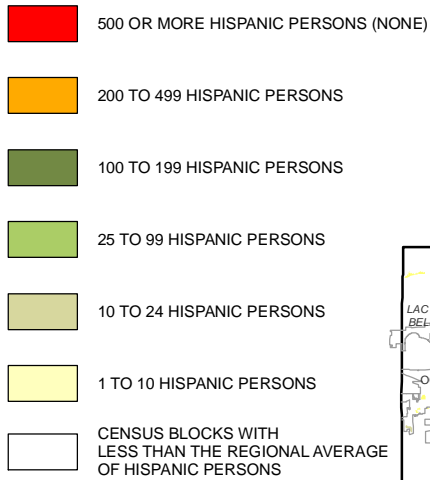 500 OR MORE HISPANIC PERSONS (NONE)
200 TO 499 HISPANIC PERSONS
100 TO 199 HISPANIC PERSONS
25 TO 99 HISPANIC PERSONS
10 TO 24 HISPANIC PERSONS
LAC
BEL
1 TO 10 HISPANIC PERSONS
O
CENSUS BLOCKS WITH
LESS THAN THE REGIONAL AVERAGE
OF HISPANIC PERSONS